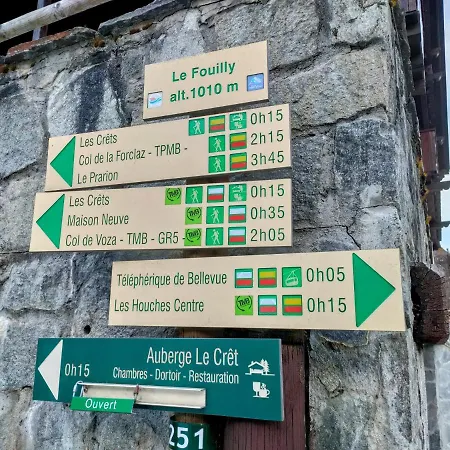 Le Fouilly
alt.1010 m
Les Crêts 0h15
Col de la Forclaz - TPMB - 2h15
Le Prarion 3h45
Les Crêts 0h15
Maison Neuve 0h35
Col de Voza - TMB - GR5 - 2h05
Téléphérique de Bellevue 0h05
Les Houches Centre TMB 0h15
Auberge Le Crêt
0h15 Chambres - Dortoir - Restauration
Ouvert
251